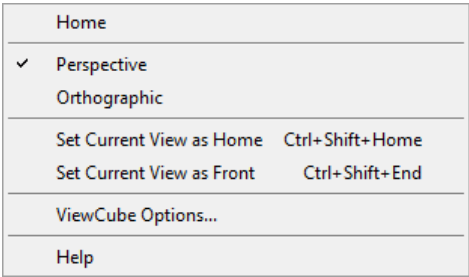 Home
Perspective
Orthographic
Set Current View as Home Ctrl+Shift+Home
Set Current View as Front Ctrl+Shift+End
ViewCube Options...
Help